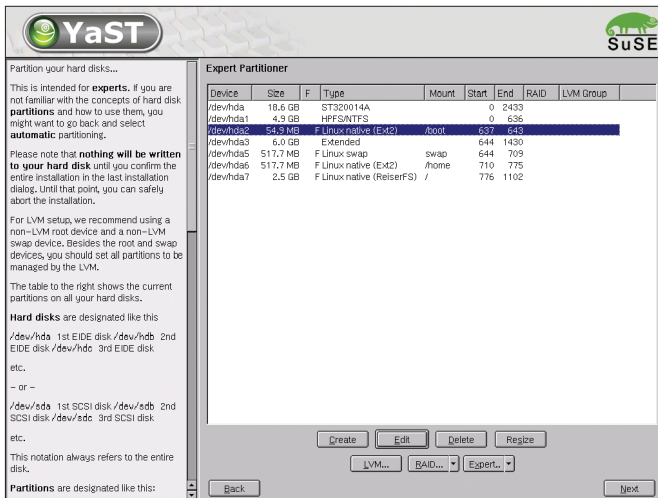 YaST
SuSE
Partition your hard disks...
This is intended for experts. If you are
not familiar with the concepts of hard disk
partitions and how to use them, you
might want to go back and select
automatic partitioning.
Please note that nothing will be written
to your hard disk until you confirm the
entire installation in the last installation
dialog. Until that point, you can safely
abort the installation.
For LVM setup, we recommend using a
non-LVM root device and a non-LVM
swap device. Besides the root and swap
devices, you should set all partitions to be
managed by the LVM.
The table to the right shows the current
partitions on all your hard disks.
Hard disks are designated like this
/dev/hda 1st EIDE disk /dev/hdb 2nd
EIDE disk /dev/hdc 3rd EIDE disk
etc.
- or -
/dev/sda 1st SCSI disk /dev/sdb 2nd
SCSI disk /dev/sdc 3rd SCSI disk
etc.
This notation always refers to the entire
disk.
Partitions are designated like this:
Expert Partitioner
Device Size F Type Mount Start End RAID LVM Group
/dev/hda 18.6 GB ST320014A 0 2433
/dev/hda1 4.9 GB HPFS/NTFS 0 636
/dev/hda2 54.9 MB F Linux native (Ext2) /boot 637 643
/dev/hda3 6.0 GB Extended 644 1430
/dev/hda5 517.7 MB F Linux swap swap 644 709
/dev/hda6 517.7 MB F Linux native (Ext2) /home 710 775
/dev/hda7 2.5 GB F Linux native (ReiserFS) / 776 1102
Create Edit Delete Resize
LVM... RAID... Expert..
Back Next